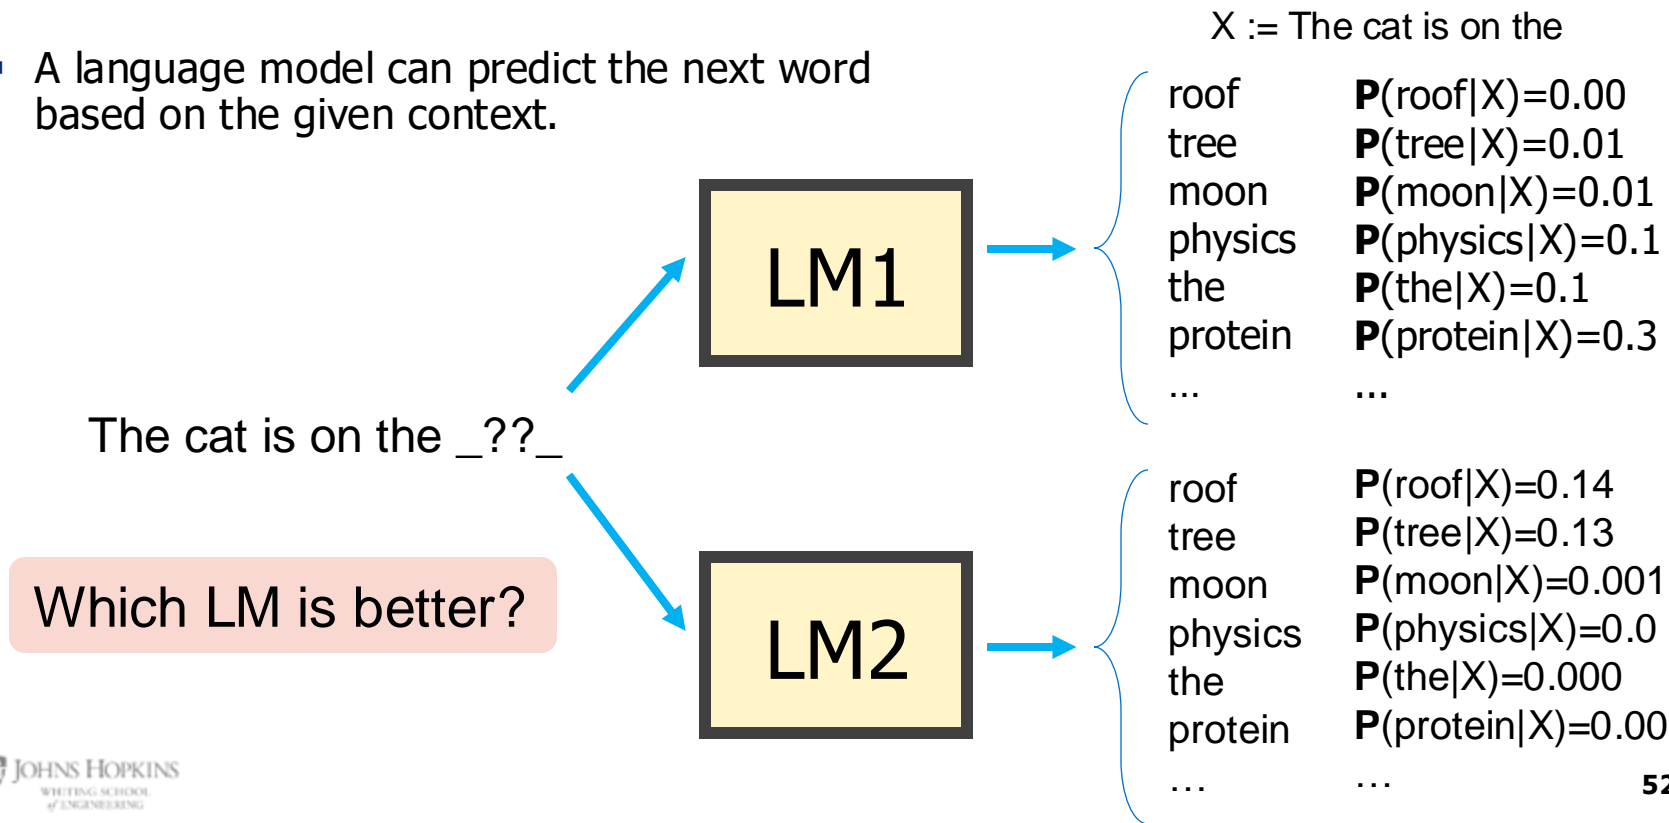 X := The cat is on the
A language model can predict the next word
based on the given context.
roof P(roof|X)=0.00
tree P(tree|X)=0.01
moon P(moon|X)=0.01
physics P(physics|X)=0.1
the P(the|X)=0.1
protein P(protein|X)=0.3
... ...
LM1
The cat is on the _??_
Which LM is better?
LM2
roof P(roof|X)=0.14
tree P(tree|X)=0.13
moon P(moon|X)=0.001
physics P(physics|X)=0.0
the P(the|X)=0.000
protein P(protein|X)=0.00
... ...
JOHNS HOPKINS
WHITING SCHOOL
of ENGINEERING
52